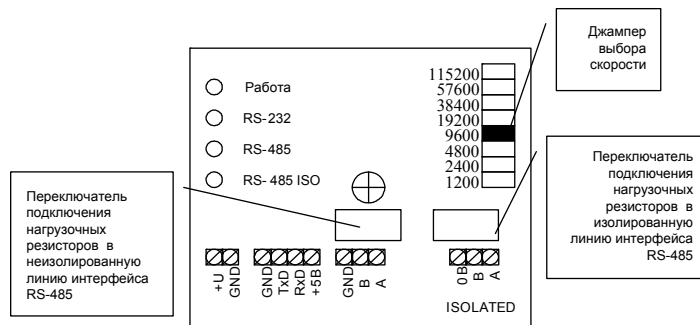 Джампер
выбора
скорости
115200
57600
38400
19200
9600
4800
2400
1200
Работа
RS-232
RS-485
RS- 485 ISO
Переключатель
подключения
нагрузочных
резисторов в
неизолированную
линию интерфейса
RS-485
Переключатель
подключения
нагрузочных
резисторов в
изолированную
линию интерфейса
RS-485
+U
GND
GND
TxD
RxD
+5В
GND
B
A
0В
B
A
ISOLATED